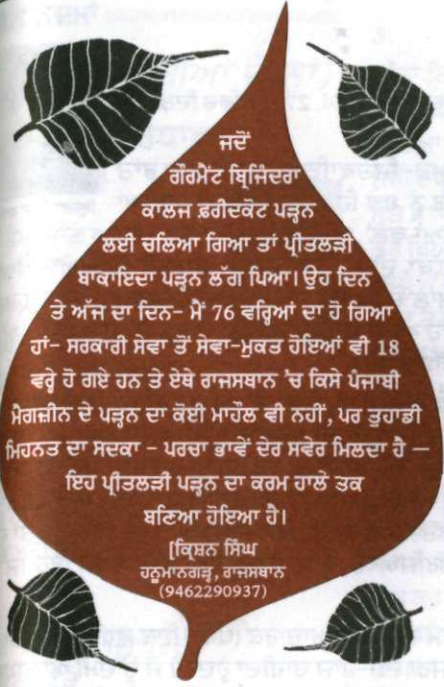 ਜਦੋਂ
ਗੌਰਮੈਂਟ ਬ੍ਰਿਜਿੰਦਰਾ
ਕਾਲਜ ਫ਼ਰੀਦਕੋਟ ਪੜ੍ਹਨ
ਲਈ ਚਲਿਆ ਗਿਆ ਤਾਂ ਪ੍ਰੀਤਲੜੀ
ਬਾਕਾਇਦਾ ਪੜ੍ਹਨ ਲੱਗ ਪਿਆ। ਉਹ ਦਿਨ
ਤੇ ਅੱਜ ਦਾ ਦਿਨ- ਮੈਂ 76 ਵਰ੍ਹਿਆਂ ਦਾ ਹੋ ਗਿਆ
ਹਾਂ- ਸਰਕਾਰੀ ਸੇਵਾ ਤੋਂ ਸੇਵਾ-ਮੁਕਤ ਹੋਇਆਂ ਵੀ 18
ਵਰ੍ਹੇ ਹੋ ਗਏ ਹਨ ਤੇ ਏਥੇ ਰਾਜਸਥਾਨ 'ਚ ਕਿਸੇ ਪੰਜਾਬੀ
ਮੈਗਜ਼ੀਨ ਦੇ ਪੜ੍ਹਨ ਦਾ ਕੋਈ ਮਾਹੌਲ ਵੀ ਨਹੀਂ, ਪਰ ਤੁਹਾਡੀ
ਮਿਹਨਤ ਦਾ ਸਦਕਾ - ਪਰਚਾ ਭਾਵੇਂ ਦੇਰ ਸਵੇਰ ਮਿਲਦਾ ਹੈ —
ਇਹ ਪ੍ਰੀਤਲੜੀ ਪੜ੍ਹਨ ਦਾ ਕਰਮ ਹਾਲੇ ਤਕ
ਬਣਿਆ ਹੋਇਆ ਹੈ।
[ਕ੍ਰਿਸ਼ਨ ਸਿੰਘ
ਹਨੂਮਾਨਗੜ੍ਹ, ਰਾਜਸਥਾਨ
(9462290937)